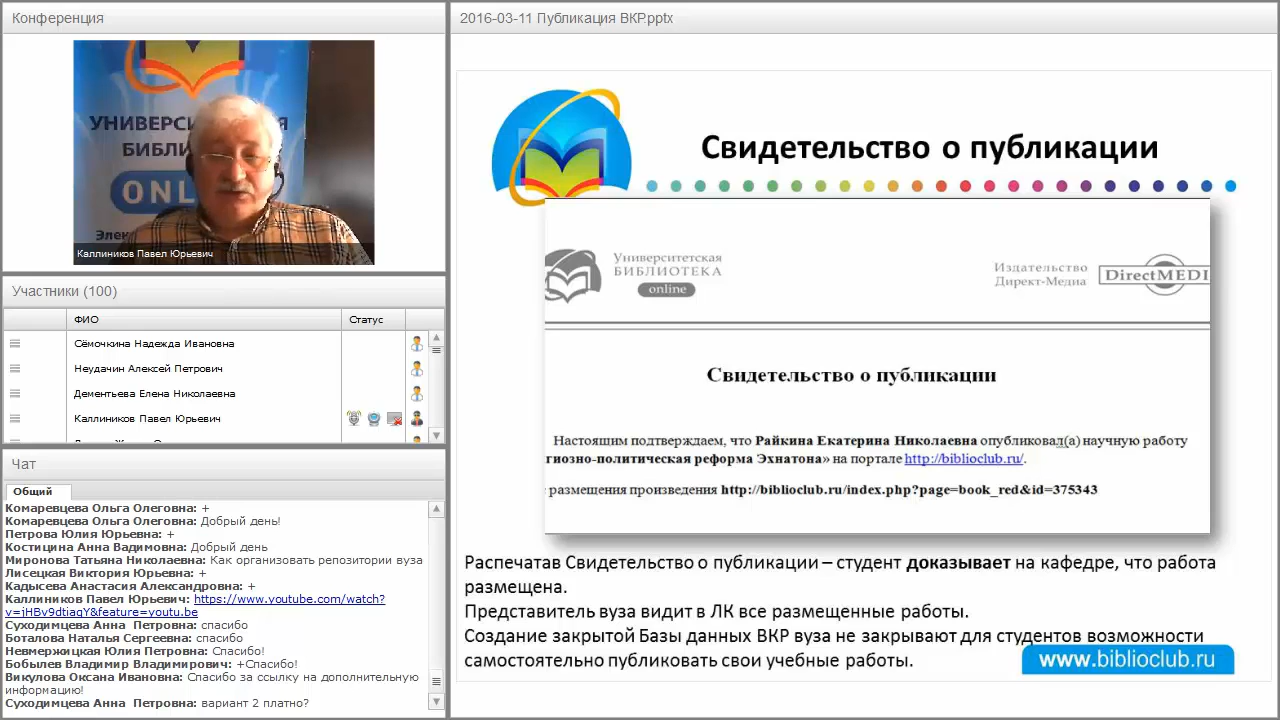 Конференция
УНИВЕРСИ
Я
БИБЛИ
ONL
Элек
Каллиников Павел Юрьевич
Участники (100)
ФИО
Статус
Сёмочкина Надежда Ивановна
Неудачин Алексей Петрович
Дементьева Елена Николаевна
Каллиников Павел Юрьевич
Чат
Общий
Комаревцева Ольга Олеговна: +
Комаревцева Ольга Олеговна: Добрый день!
Петрова Юлия Юрьевна: +
Костицина Анна Вадимовна: Добрый день
Миронова Татьяна Николаевна: Как организовать репозитории вуза
Лисецкая Виктория Юрьевна: +
Кадысева Анастасия Александровна: +
Каллиников Павел Юрьевич: https://www.youtube.com/watch?
v=jHBv9dtiaqY&feature=youtu.be
Суходимцева Анна Петровна: спасибо
Боталова Наталья Сергеевна: спасибо
Невмержицкая Юлия Петровна: Спасибо!
Бобылев Владимир Владимирович: +Спасибо!
Викулова Оксана Ивановна: Спасибо за ссылку на дополнительную
информацию!
Суходимцева Анна Петровна: вариант 2 платно?
2016-03-11 Публикация ВКР.pptx
Свидетельство о публикации
Университетская
БИБЛИОТЕКА
online
Издательство
Директ-Медиа
DirectMEDI
Свидетельство о публикации
Настоящим подтверждаем, что Райкина Екатерина Николаевна опубликовал(а) научную работу
гиозно-политическая реформа Эхнатона» на портале http://biblioclub.ru/.
размещения произведения http://biblioclub.ru/index.php?page=book_red&id=375343
Распечатав Свидетельство о публикации – студент доказывает на кафедре, что работа
размещена.
Представитель вуза видит в ЛК все размещенные работы.
Создание закрытой Базы данных ВКР вуза не закрывают для студентов возможности
самостоятельно публиковать свои учебные работы.
www.biblioclub.ru